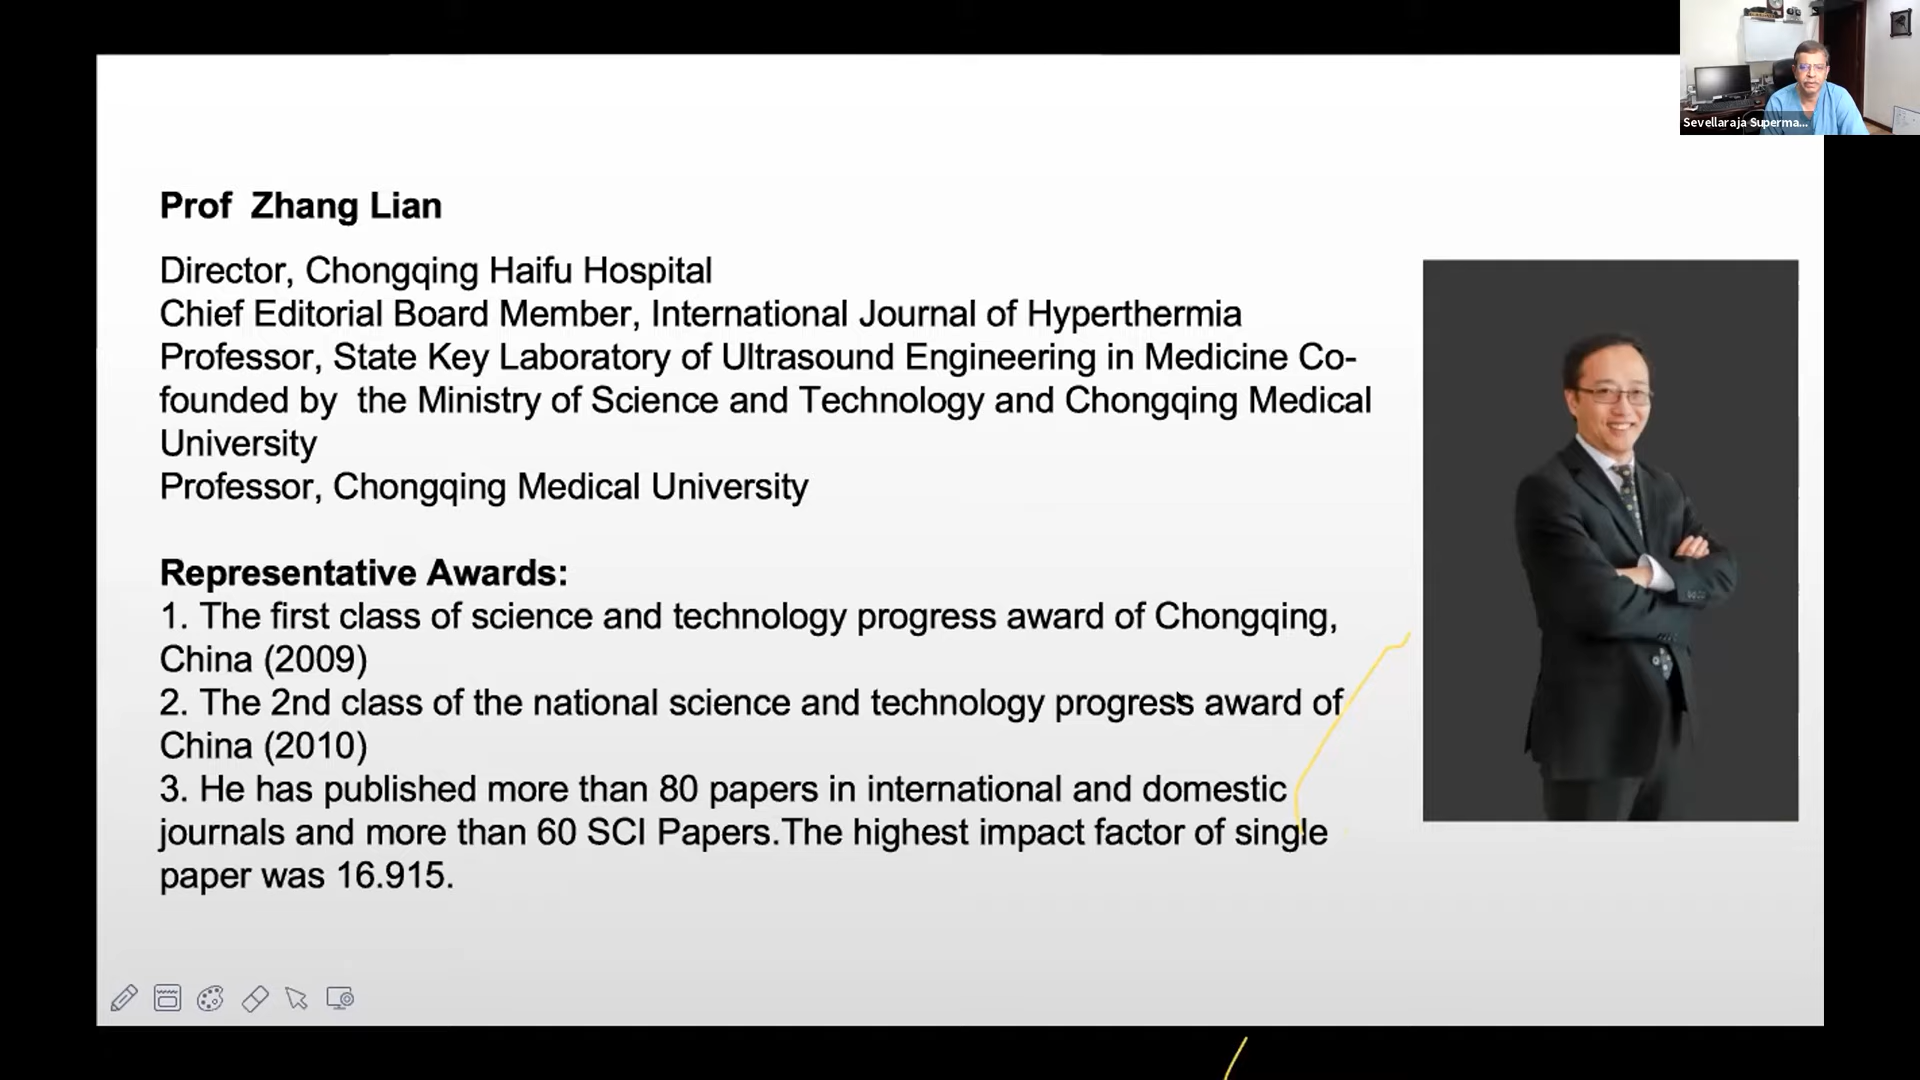 Sevellaraja Superma...
Prof Zhang Lian
Director, Chongqing Haifu Hospital
Chief Editorial Board Member, International Journal of Hyperthermia
Professor, State Key Laboratory of Ultrasound Engineering in Medicine Co-
founded by the Ministry of Science and Technology and Chongqing Medical
University
Professor, Chongqing Medical University
Representative Awards:
1. The first class of science and technology progress award of Chongqing,
China (2009)
2. The 2nd class of the national science and technology progress award of
China (2010)
3. He has published more than 80 papers in international and domestic
journals and more than 60 SCI Papers.The highest impact factor of single
paper was 16.915.